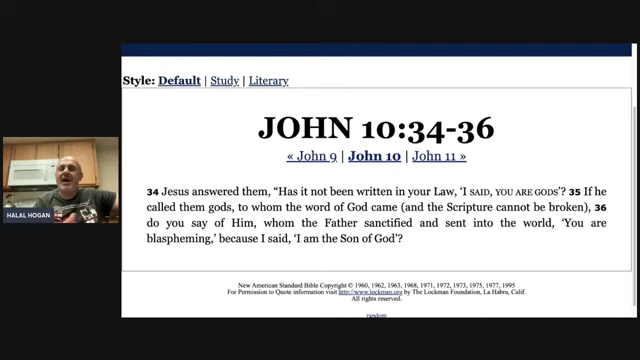 Style: Default | Study | Literary
JOHN 10:34-36
« John 9 | John 10 | John 11 »
34 Jesus answered them, “Has it not been written in your Law, ‘I SAID, YOU ARE GODS’? 35 If he
called them gods, to whom the word of God came (and the Scripture cannot be broken), 36
do you say of Him, whom the Father sanctified and sent into the world, ‘You are
blaspheming,’ because I said, ‘I am the Son of God’?
HALAL HOGAN
New American Standard Bible Copyright © 1960, 1962, 1963, 1968, 1971, 1972, 1973, 1975, 1977, 1995
For Permission to Quote information visit http://www.lockman.org by The Lockman Foundation, La Habra, Calif.
All rights reserved.
random